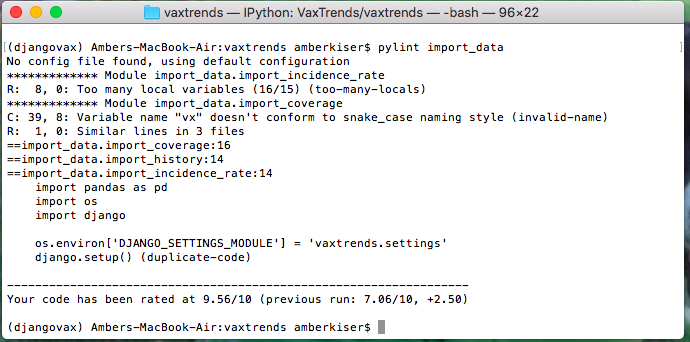 vaxtrends — IPython: VaxTrends/vaxtrends — -bash — 96×22
(djangovax) Ambers-MacBook-Air:vaxtrends amberkiser$ pylint import_data
No config file found, using default configuration
************* Module import_data.import_incidence_rate
R:  8, 0: Too many local variables (16/15) (too-many-locals)
************* Module import_data.import_coverage
C: 39, 8: Variable name "vx" doesn't conform to snake_case naming style (invalid-name)
R:  1, 0: Similar lines in 3 files
==import_data.import_coverage:16
==import_data.import_history:14
==import_data.import_incidence_rate:14
    import pandas as pd
    import os
    import django

    os.environ['DJANGO_SETTINGS_MODULE'] = 'vaxtrends.settings'
    django.setup() (duplicate-code)

------------------------------------------------------------------
Your code has been rated at 9.56/10 (previous run: 7.06/10, +2.50)

(djangovax) Ambers-MacBook-Air:vaxtrends amberkiser$